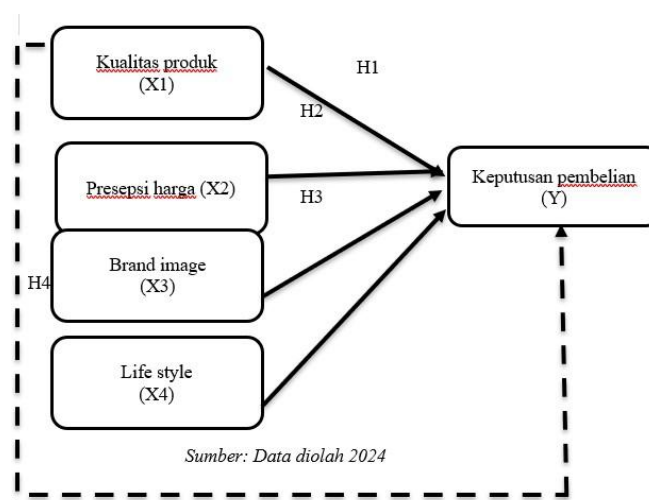 Kualitas produk
(X1)
H1
H2
Presepsi harga (X2)
H3
Keputusan pembelian
(Y)
Brand image
(X3)
H4
Life style
(X4)
Sumber: Data diolah 2024